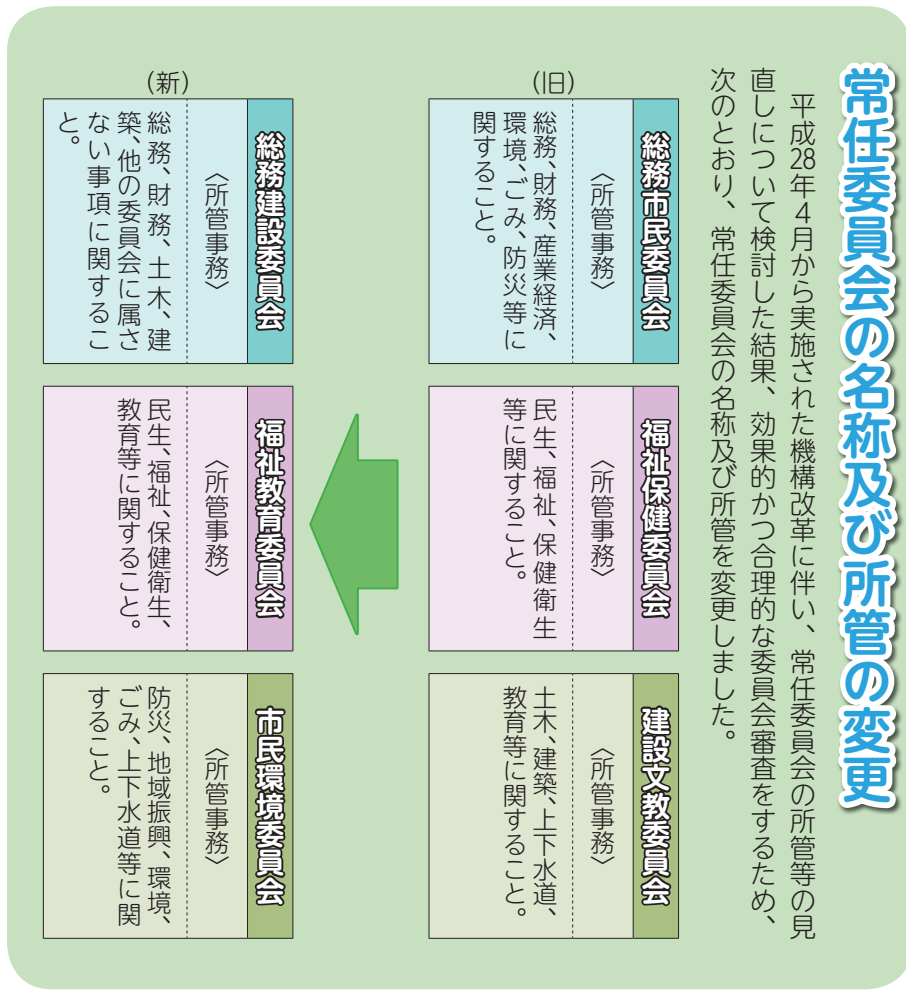 常任委員会の名称及び所管の変更
平成28年4月から実施された機構改革に伴い、常任委員会の所管等の見
直しについて検討した結果、効果的かつ合理的な委員会審査をするため、
次のとおり、常任委員会の名称及び所管を変更しました。
(旧)
総務市民委員会
〈所管事務〉
総務、財務、産業経済、
環境、ごみ、防災等に
関すること。
福祉保健委員会
〈所管事務〉
民生、福祉、保健衛生
等に関すること。
建設文教委員会
〈所管事務〉
土木、建築、上下水道、
教育等に関すること。
(新)
総務建設委員会
〈所管事務〉
総務、財務、土木、建
築、他の委員会に属さ
ない事項に関するこ
と。
福祉教育委員会
〈所管事務〉
民生、福祉、保健衛生、
教育等に関すること。
市民環境委員会
〈所管事務〉
防災、地域振興、環境、
ごみ、上下水道等に関
すること。